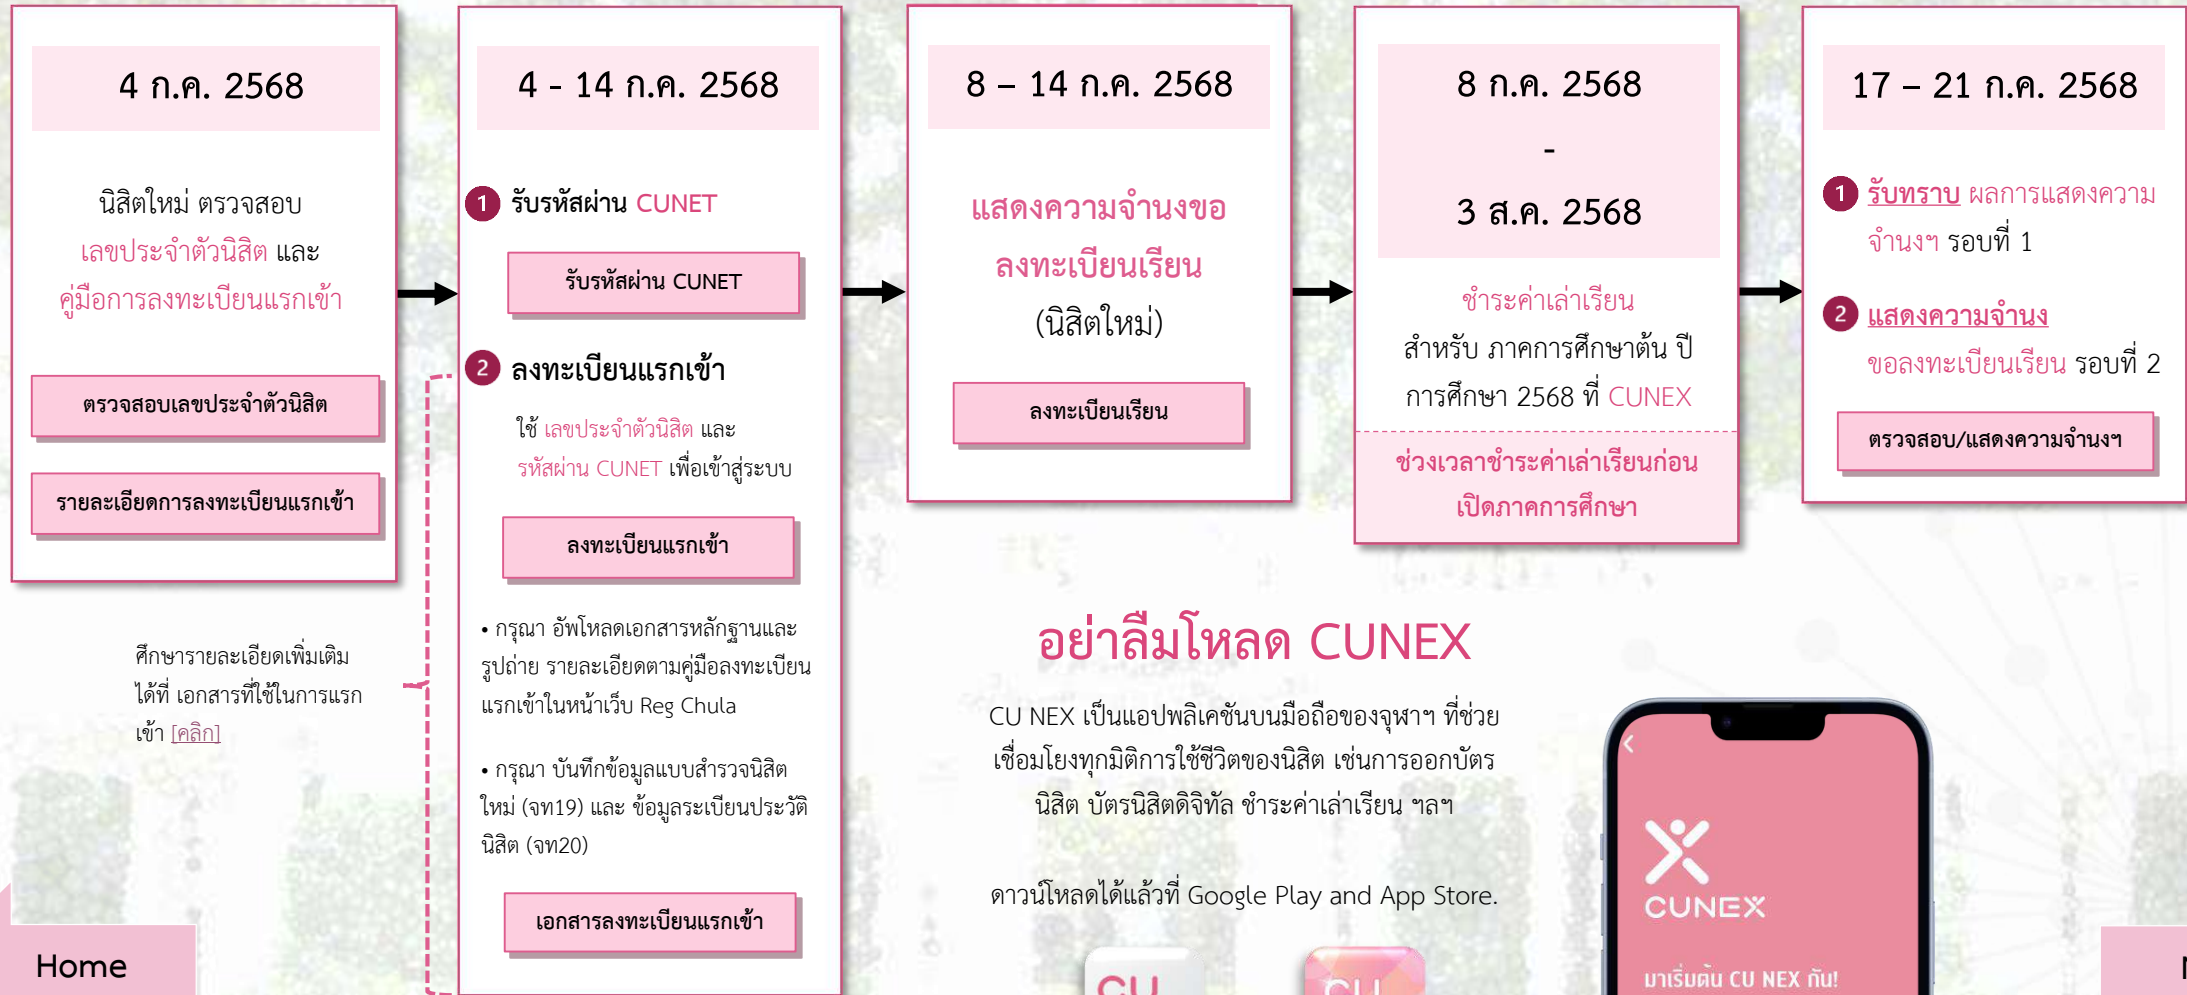 4 ก.ค. 2568
นิสิตใหม่ ตรวจสอบ
เลขประจำตัวนิสิต และ
คู่มือการลงทะเบียนแรกเข้า
ตรวจสอบเลขประจำตัวนิสิต
รายละเอียดการลงทะเบียนแรกเข้า
ศึกษารายละเอียดเพิ่มเติม
ได้ที่ เอกสารที่ใช้ในการแรก
เข้า [คลิก]
4 - 14 ก.ค. 2568
1 รับรหัสผ่าน CUNET
รับรหัสผ่าน CUNET
2 ลงทะเบียนแรกเข้า
ใช้ เลขประจำตัวนิสิต และ
รหัสผ่าน CUNET เพื่อเข้าสู่ระบบ
ลงทะเบียนแรกเข้า
• กรุณา อัพโหลดเอกสารหลักฐานและ
รูปถ่าย รายละเอียดตามคู่มือลงทะเบียน
แรกเข้าในหน้าเว็บ Reg Chula
• กรุณา บันทึกข้อมูลแบบสำรวจนิสิต
ใหม่ (จท19) และ ข้อมูลระเบียนประวัติ
นิสิต (จท20)
เอกสารลงทะเบียนแรกเข้า
8 – 14 ก.ค. 2568
แสดงความจำนงขอ
ลงทะเบียนเรียน
(นิสิตใหม่)
ลงทะเบียนเรียน
8 ก.ค. 2568
-
3 ส.ค. 2568
ชำระค่าเล่าเรียน
สำหรับ ภาคการศึกษาต้น ปี
การศึกษา 2568 ที่ CUNEX
ช่วงเวลาชำระค่าเล่าเรียนก่อน
เปิดภาคการศึกษา
17 – 21 ก.ค. 2568
1 รับทราบ ผลการแสดงความ
จำนงฯ รอบที่ 1
2 แสดงความจำนง
ขอลงทะเบียนเรียน รอบที่ 2
ตรวจสอบ/แสดงความจำนงฯ
อย่าลืมโหลด CUNEX
CU NEX เป็นแอปพลิเคชันบนมือถือของจุฬาฯ ที่ช่วย
เชื่อมโยงทุกมิติการใช้ชีวิตของนิสิต เช่นการออกบัตร
นิสิต บัตรนิสิตดิจิทัล ชำระค่าเล่าเรียน ฯลฯ
ดาวน์โหลดได้แล้วที่ Google Play and App Store.
CU
CU
CUNEX
มาเริ่มต้น CU NEX กัน!
Home